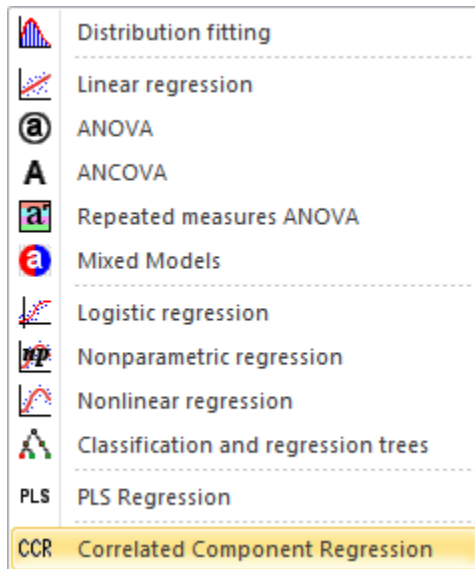 Distribution fitting
Linear regression
a ANOVA
A ANCOVA
a Repeated measures ANOVA
a Mixed Models
Logistic regression
np Nonparametric regression
Nonlinear regression
Classification and regression trees
PLS PLS Regression
CCR Correlated Component Regression